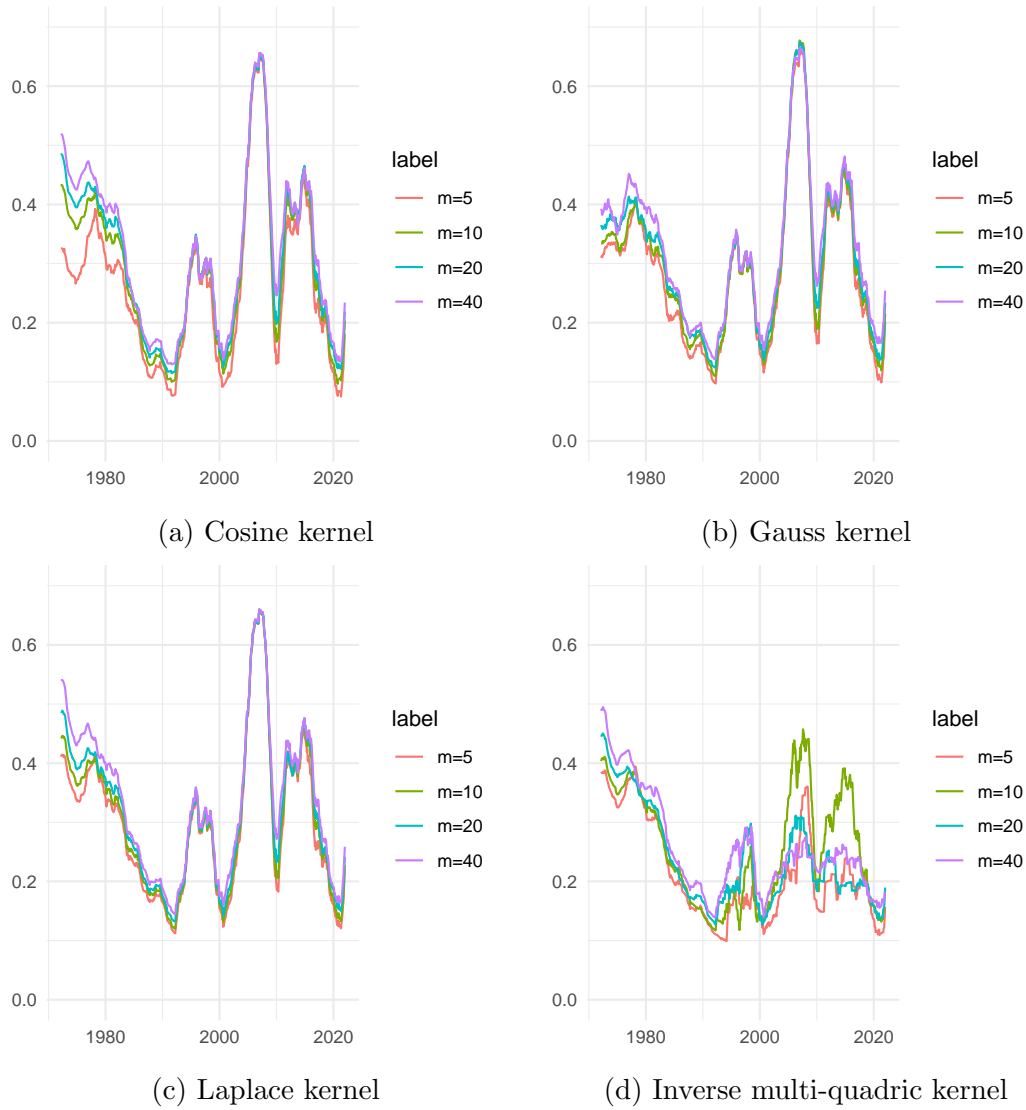 0.6
0.4
0.2
0.0
1980
2000
2020
label
m=5
m=10
m=20
m=40
(a) Cosine kernel
0.6
0.4
0.2
0.0
1980
2000
2020
label
m=5
m=10
m=20
m=40
(b) Gauss kernel
0.6
0.4
0.2
0.0
1980
2000
2020
label
m=5
m=10
m=20
m=40
(c) Laplace kernel
0.6
0.4
0.2
0.0
1980
2000
2020
label
m=5
m=10
m=20
m=40
(d) Inverse multi-quadric kernel